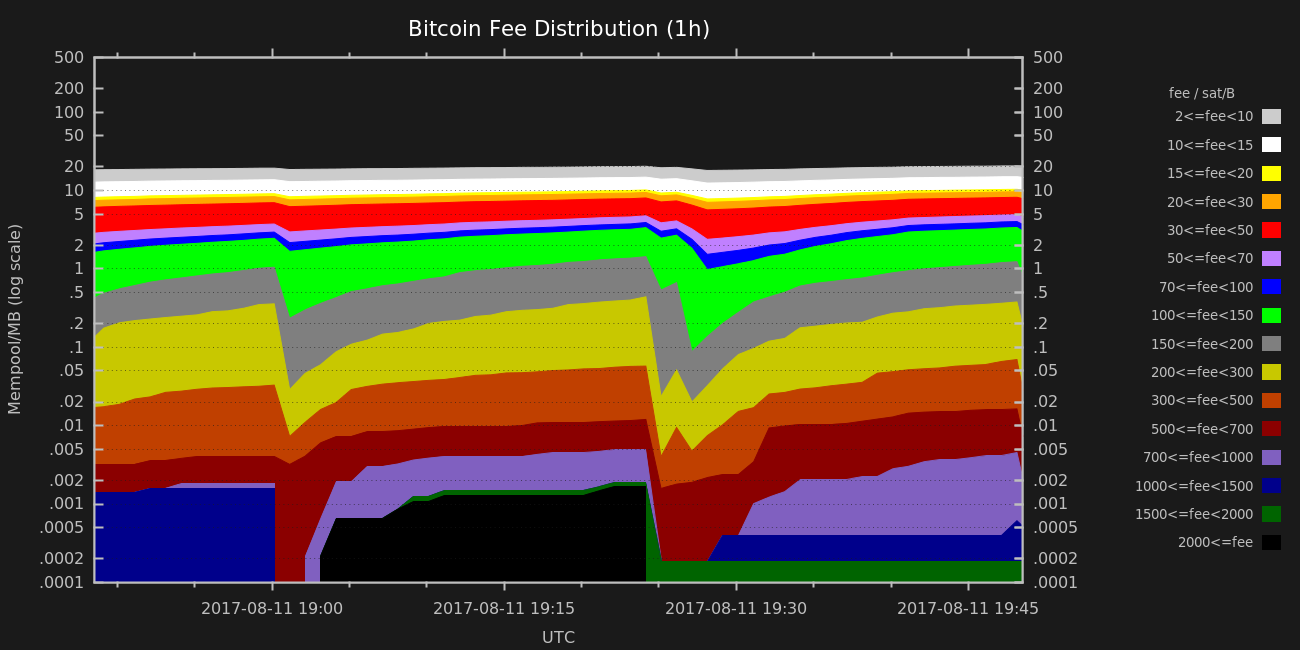 Bitcoin Fee Distribution (1h)
Mempool/MB (log scale)
500
200
100
50
20
10
5
2
1
.5
.2
.1
.05
.02
.01
.005
.002
.001
.0005
.0002
.0001
500
200
100
50
20
10
5
2
1
.5
.2
.1
.05
.02
.01
.005
.002
.001
.0005
.0002
.0001
2017-08-11 19:00 2017-08-11 19:15 2017-08-11 19:30 2017-08-11 19:45
UTC
fee / sat/B
2<=fee<10
10<=fee<15
15<=fee<20
20<=fee<30
30<=fee<50
50<=fee<70
70<=fee<100
100<=fee<150
150<=fee<200
200<=fee<300
300<=fee<500
500<=fee<700
700<=fee<1000
1000<=fee<1500
1500<=fee<2000
2000<=fee